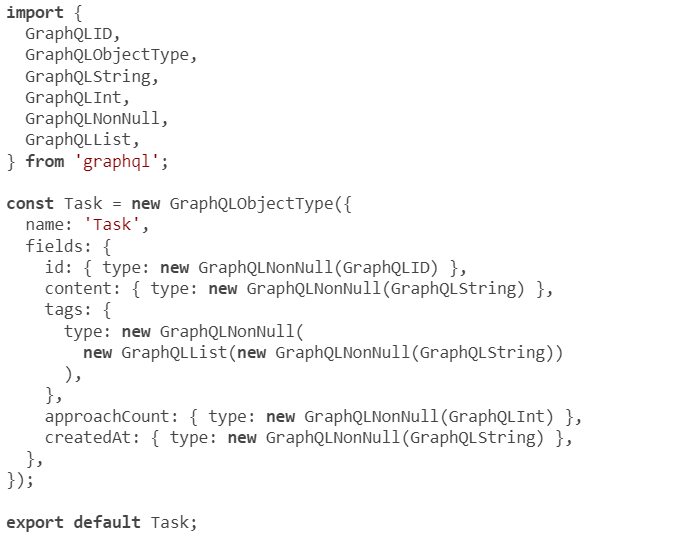 import {
  GraphQLID,
  GraphQLObjectType,
  GraphQLString,
  GraphQLInt,
  GraphQLNonNull,
  GraphQLList,
} from 'graphql';

const Task = new GraphQLObjectType({
  name: 'Task',
  fields: {
    id: { type: new GraphQLNonNull(GraphQLID) },
    content: { type: new GraphQLNonNull(GraphQLString) },
    tags: {
      type: new GraphQLNonNull(
        new GraphQLList(new GraphQLNonNull(GraphQLString))
      ),
    },
    approachCount: { type: new GraphQLNonNull(GraphQLInt) },
    createdAt: { type: new GraphQLNonNull(GraphQLString) },
  },
});

export default Task;